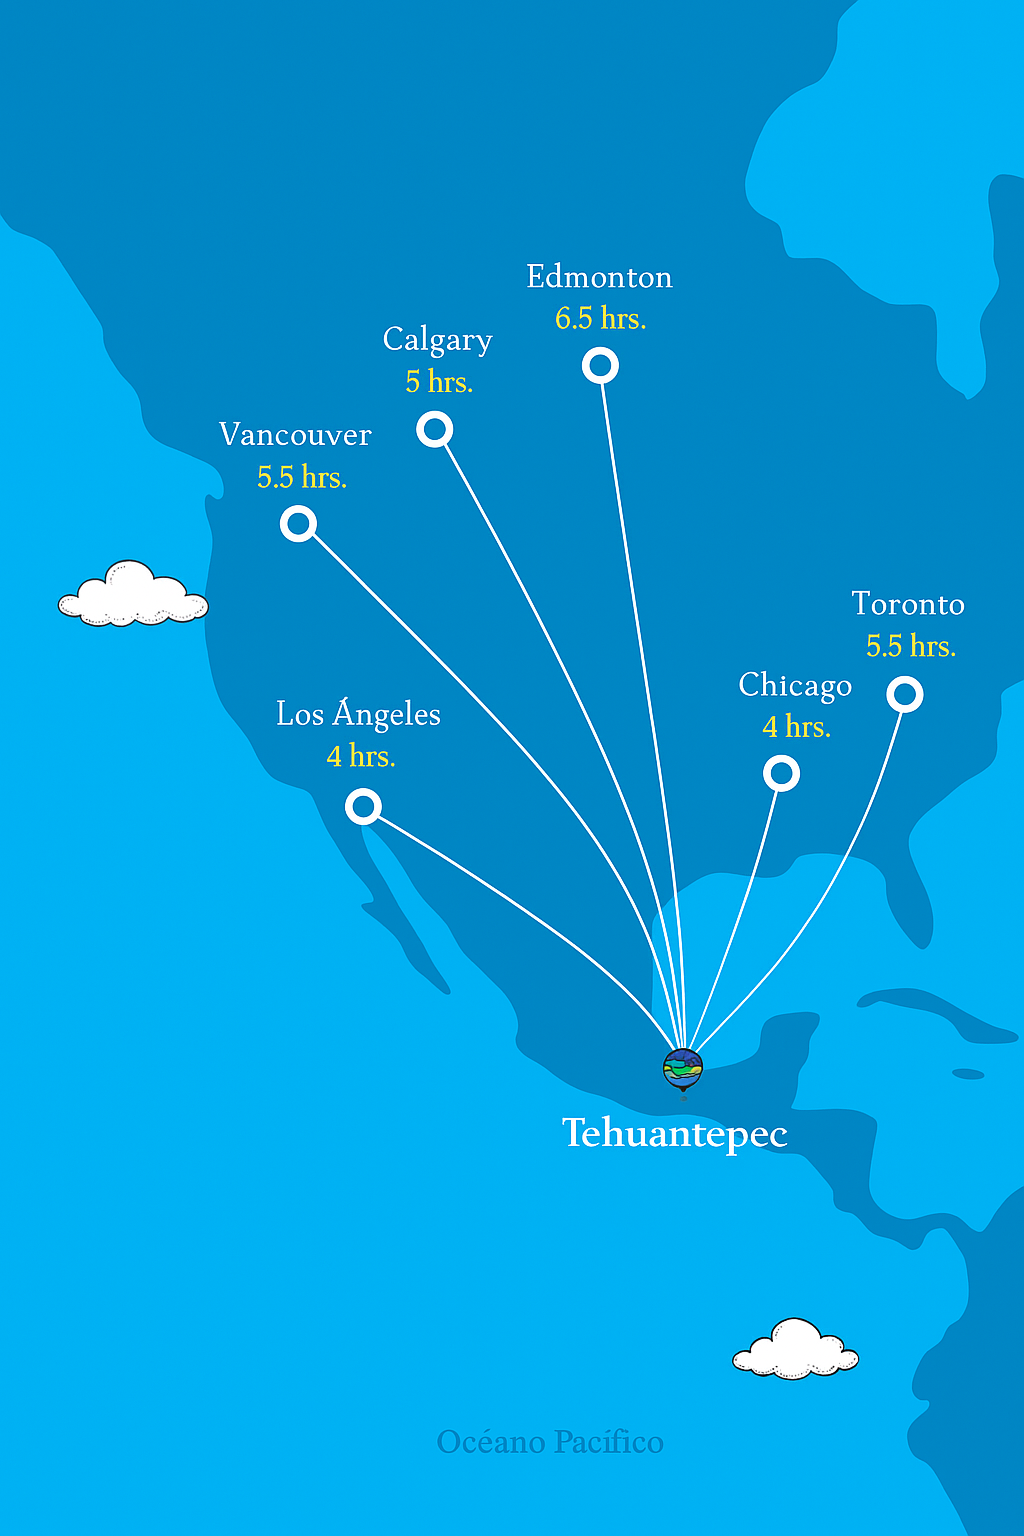 Edmonton
6.5 hrs.
Calgary
5 hrs.
Vancouver
5.5 hrs.
Toronto
5.5 hrs.
Chicago
4 hrs.
Los Ángeles
4 hrs.
Tehuantepec
Océano Pacífico